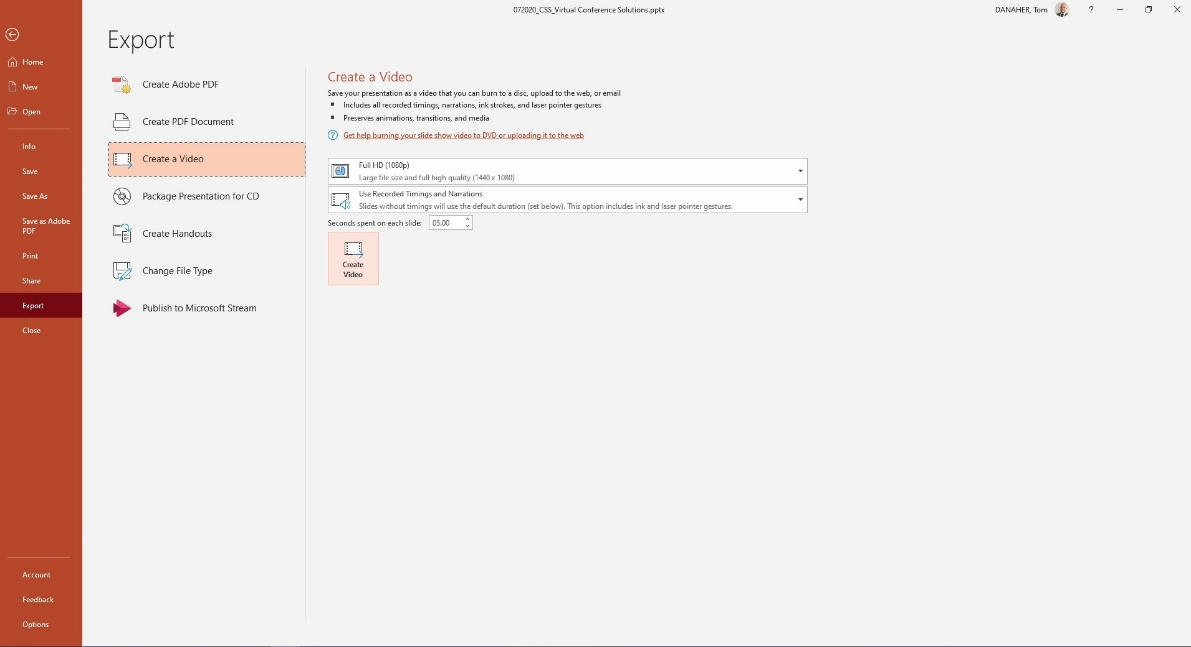 072020_CSS_Virtual Conference Solutions.pptx
DANAHER, Tom
?
Home
New
Open
Info
Save
Save As
Save as Adobe
PDF
Print
Share
Export
Close
Account
Feedback
Options
Export
Create Adobe PDF
Create PDF Document
Create a Video
Package Presentation for CD
Create Handouts
Change File Type
Publish to Microsoft Stream
Create a Video
Save your presentation as a video that you can burn to a disc, upload to the web, or email
Includes all recorded timings, narrations, ink strokes, and laser pointer gestures
Preserves animations, transitions, and media
Get help burning your slide show video to DVD or uploading it to the web
Full HD (1080p)
Large file size and full high quality (1440 x 1080)
Use Recorded Timings and Narrations
Slides without timings will use the default duration (set below). This option includes ink and laser pointer gestures.
Seconds spent on each slide: 05.00
Create
Video